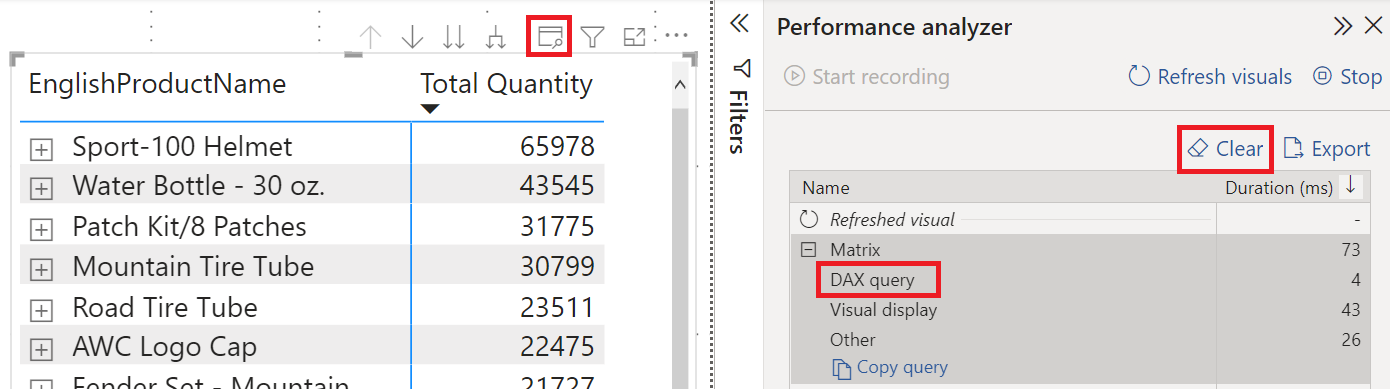 EnglishProductName Total Quantity
Sport-100 Helmet 65978
Water Bottle - 30 oz. 43545
Patch Kit/8 Patches 31775
Mountain Tire Tube 30799
Road Tire Tube 23511
AWC Logo Cap 22475
Fender Set - Mountain 21727
Filters
Performance analyzer
Start recording Refresh visuals Stop
Clear Export
Name Duration (ms)
Refreshed visual -
Matrix 73
DAX query 4
Visual display 43
Other 26
Copy query